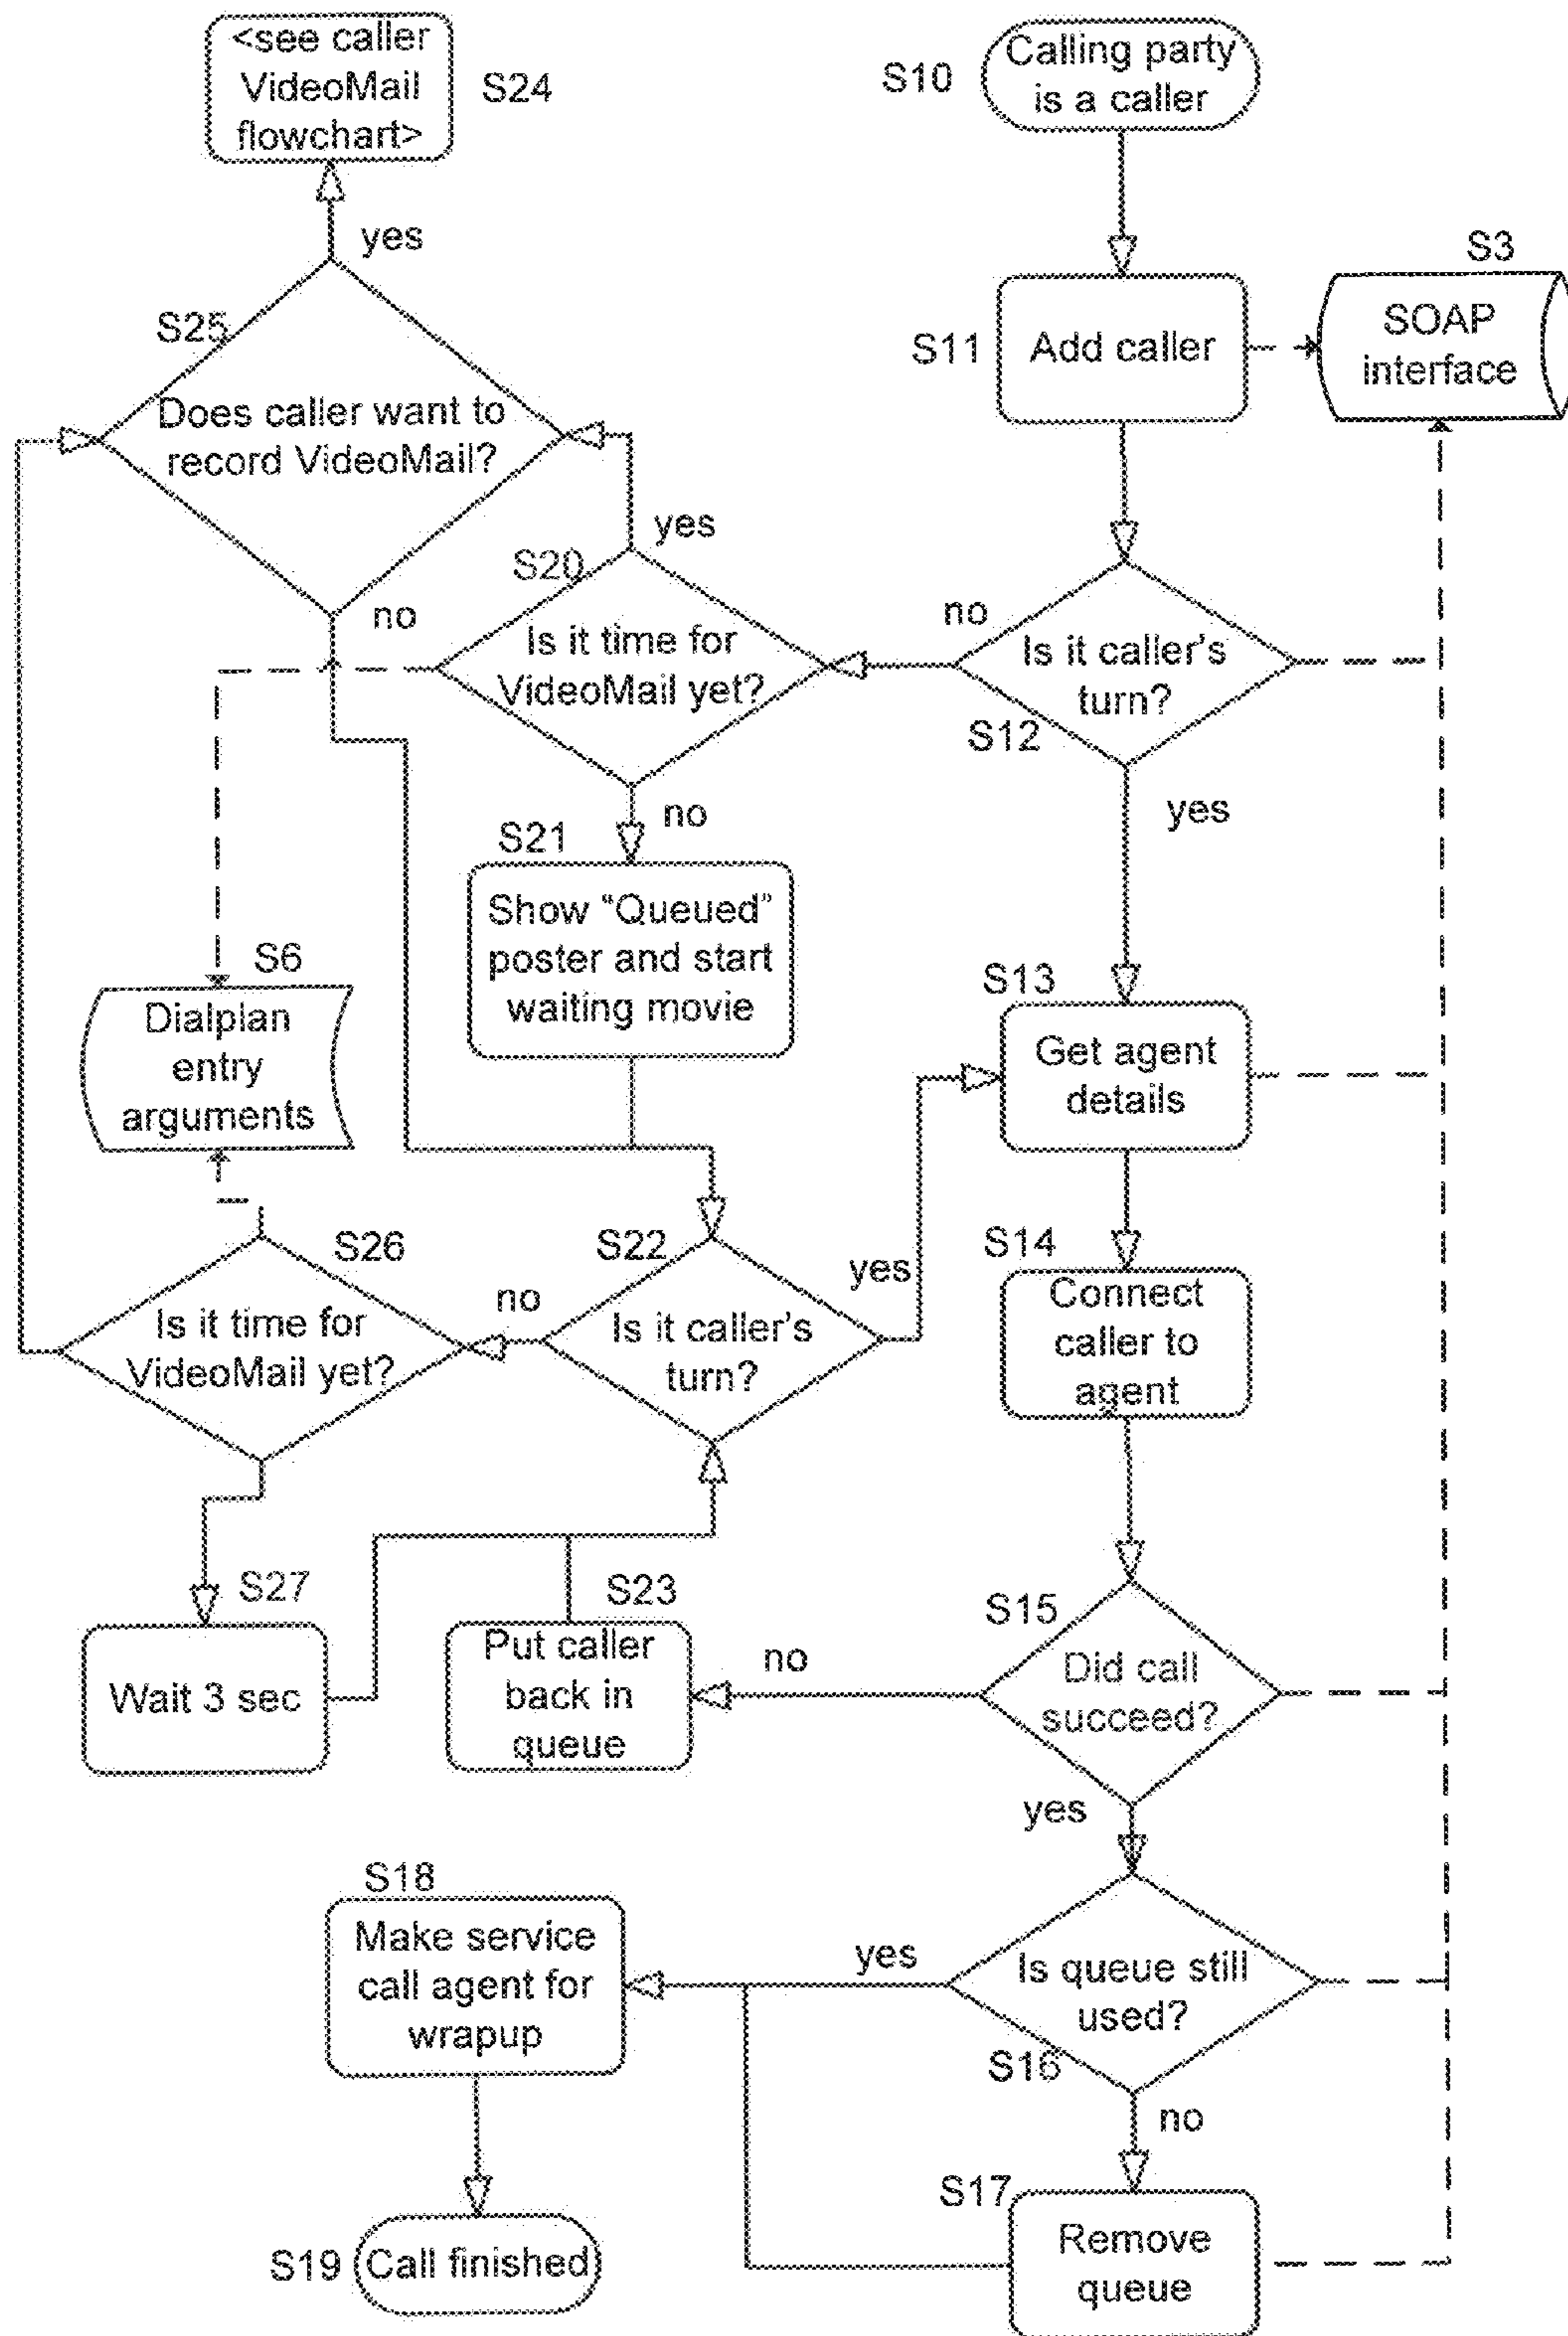 <see caller
VideoMail
flowchart>
S24
S10
Calling party
is a caller
yes
S3
S25
S11
Add caller
SOAP
interface
Does caller want to
record VideoMail?
yes
S20
no
no
Is it time for
VideoMail yet?
Is it caller's
turn?
S12
no
yes
S21
Show “Queued”
poster and start
waiting movie
S6
Dialplan
entry
arguments
S13
Get agent
details
S26
S22
yes
S14
no
Is it time for
VideoMail yet?
Is it caller's
turn?
Connect
caller to
agent
S27
S23
S15
Wait 3 sec
Put caller
back in
queue
no
Did call
succeed?
yes
S18
Make service
call agent for
wrapup
yes
Is queue still
used?
S16
no
S17
Remove
queue
S19
Call finished